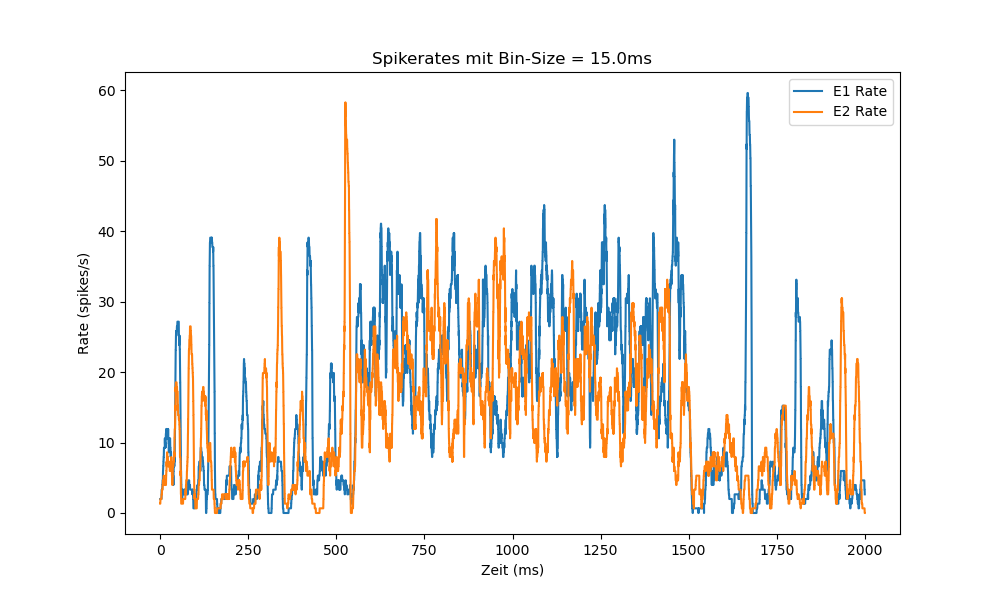 Spikerates mit Bin-Size = 15.0ms
E1 Rate
E2 Rate
60
50
40
30
20
10
0
Rate (spikes/s)
0 250 500 750 1000 1250 1500 1750 2000
Zeit (ms)